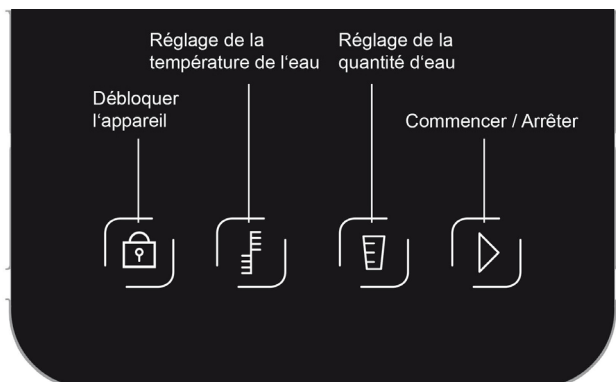 Réglage de la
température de l‘eau
Réglage de la
quantité d‘eau
Débloquer
l‘appareil
Commencer / Arrêter